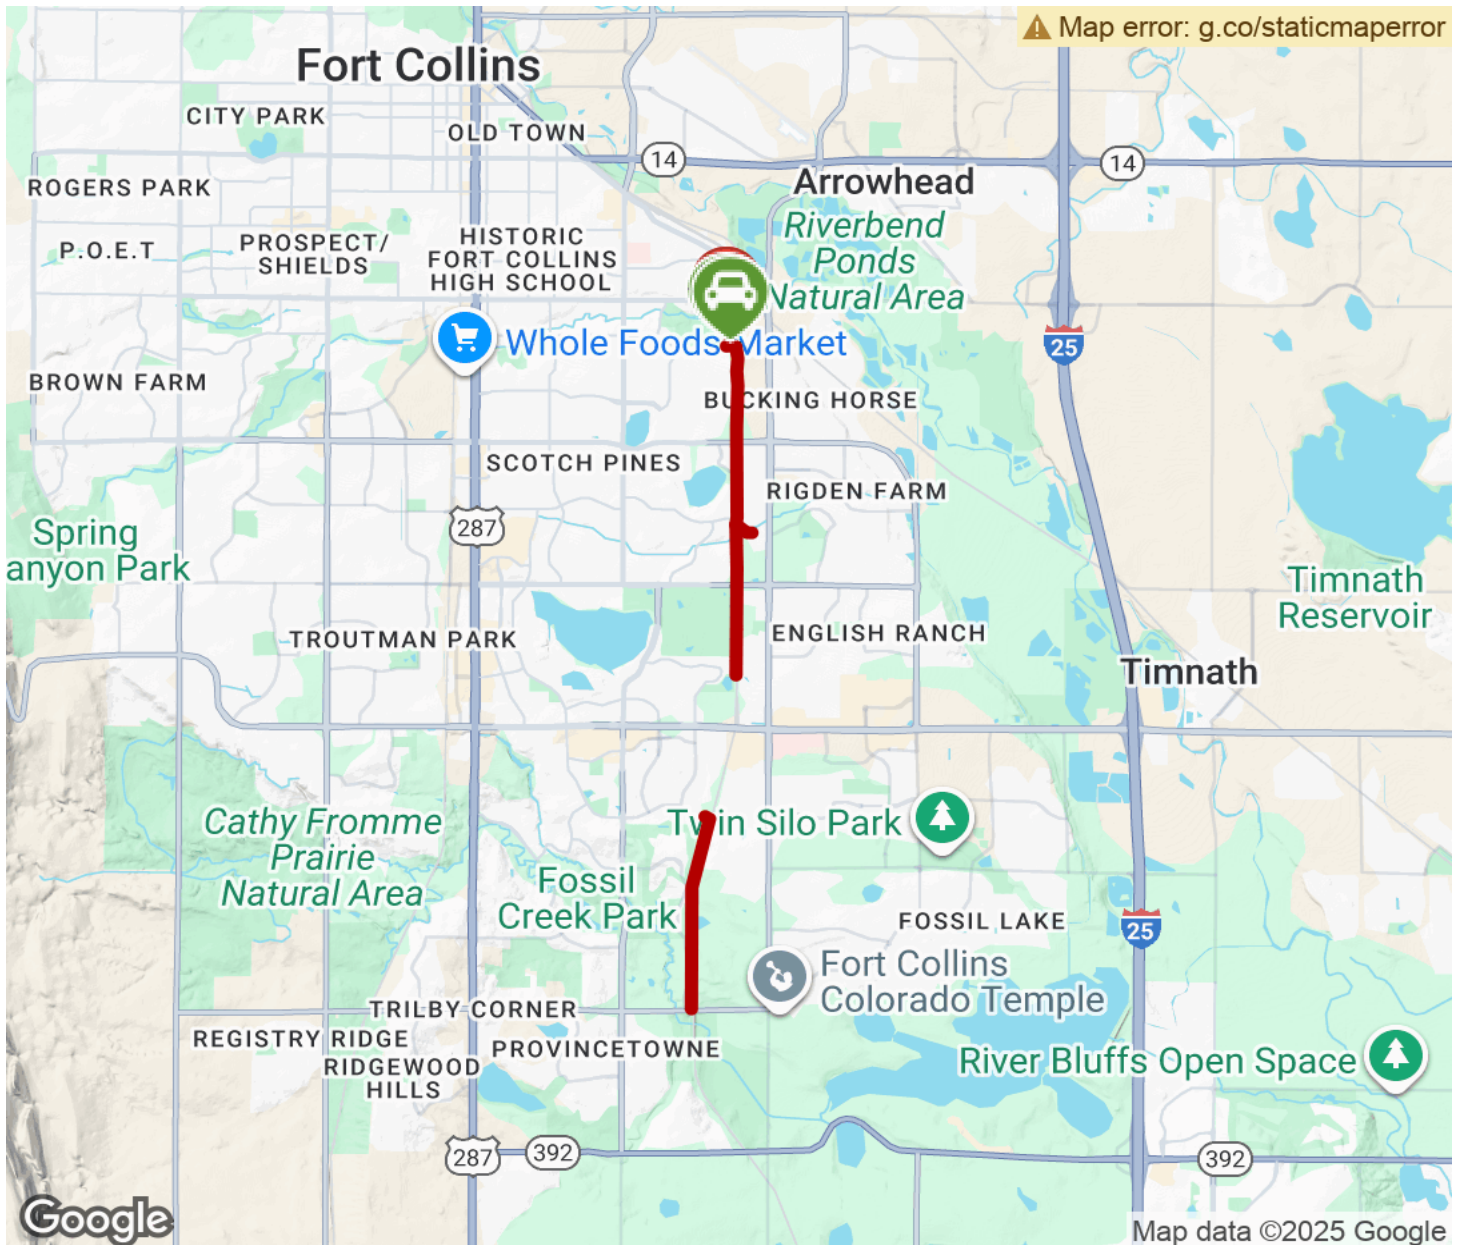 Map error: g.co/staticmaperror
Fort Collins
CITY PARK
OLD TOWN
14
14
Arrowhead
ROGERS PARK
Riverbend
Ponds
Natural Area
P.O.E.T
PROSPECT/
SHIELDS
HISTORIC
FORT COLLINS
HIGH SCHOOL
Whole Foods Market
25
BROWN FARM
BUCKING HORSE
SCOTCH PINES
RIGDEN FARM
287
Spring
anyon Park
Timnath
Reservoir
TROUTMAN PARK
ENGLISH RANCH
Timnath
Cathy Fromme
Prairie
Natural Area
Twin Silo Park
Fossil
Creek Park
FOSSIL LAKE
25
Fort Collins
Colorado Temple
TRILBY CORNER
REGISTRY RIDGE
PROVINCETOWNE
RIDGEWOOD
HILLS
River Bluffs Open Space
287
392
392
Google
Map data ©2025 Google